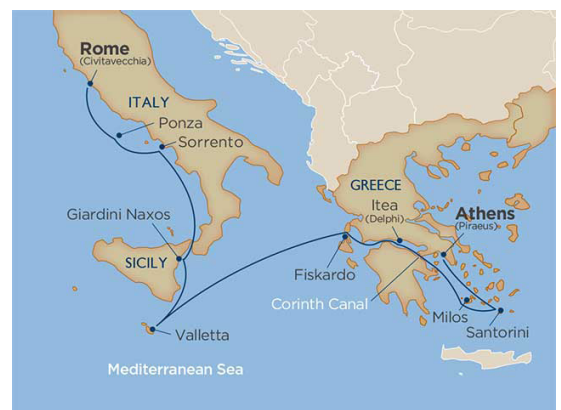 Rome
(Civitavecchia)
ITALY
Ponza
Sorrento
Giardini Naxos
SICILY
Valletta
Mediterranean Sea
GREECE
Itea
(Delphi)
Athens
(Piraeus)
Fiskardo
Corinth Canal
Milos
Santorini